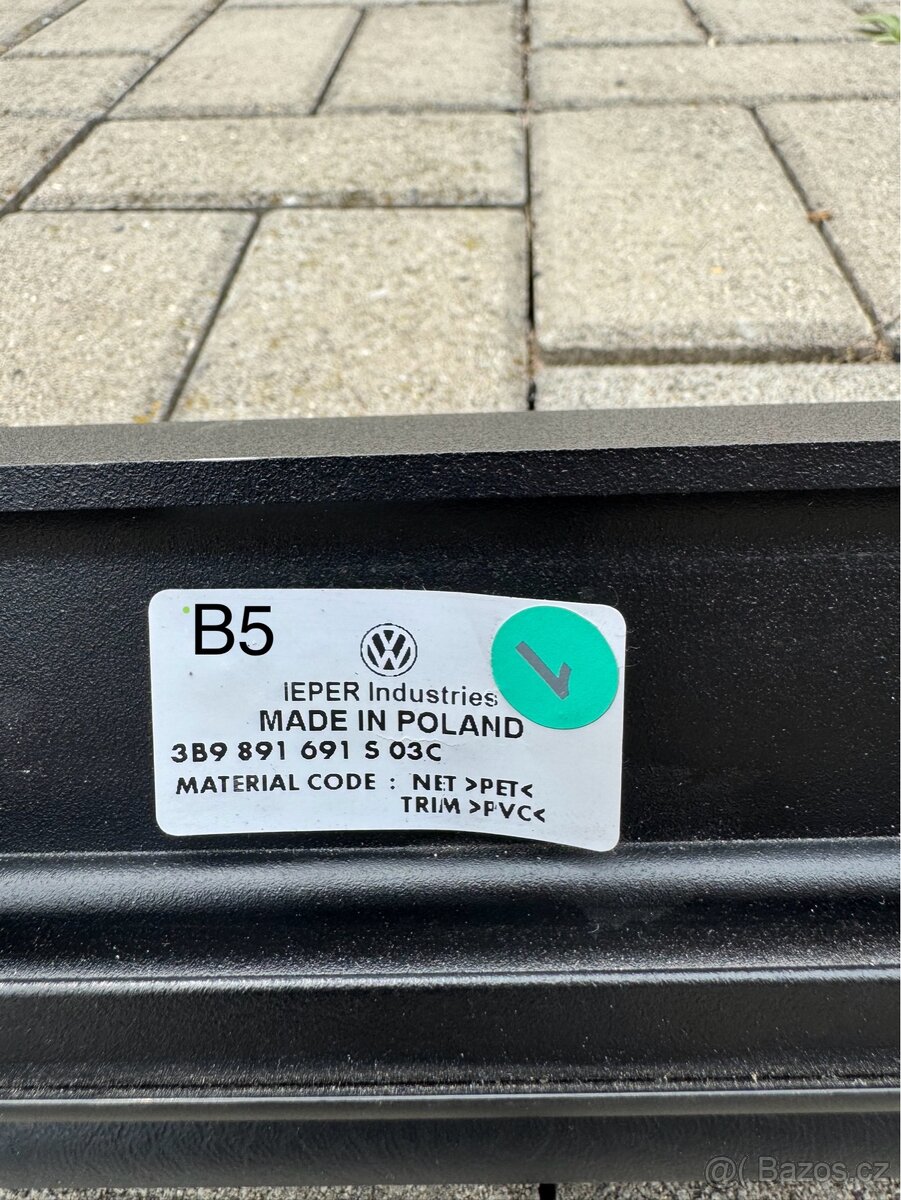 B5
IEPER Industries
MADE IN POLAND
3B9 891 691 S 03C
MATERIAL CODE : NET >PET<
TRIM >PVC<
@( Bazos.cz